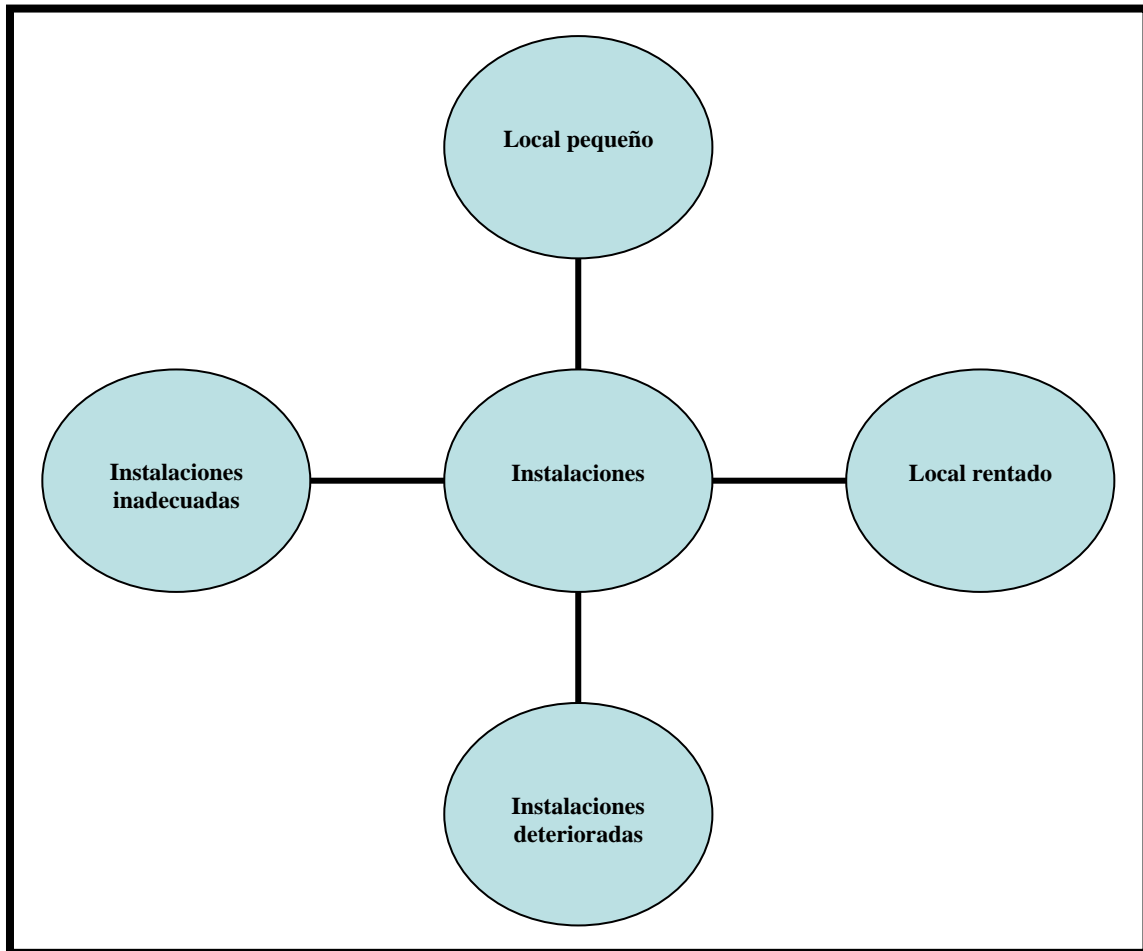 Local pequeño
Instalaciones
inadecuadas
Instalaciones
Local rentado
Instalaciones
deterioradas